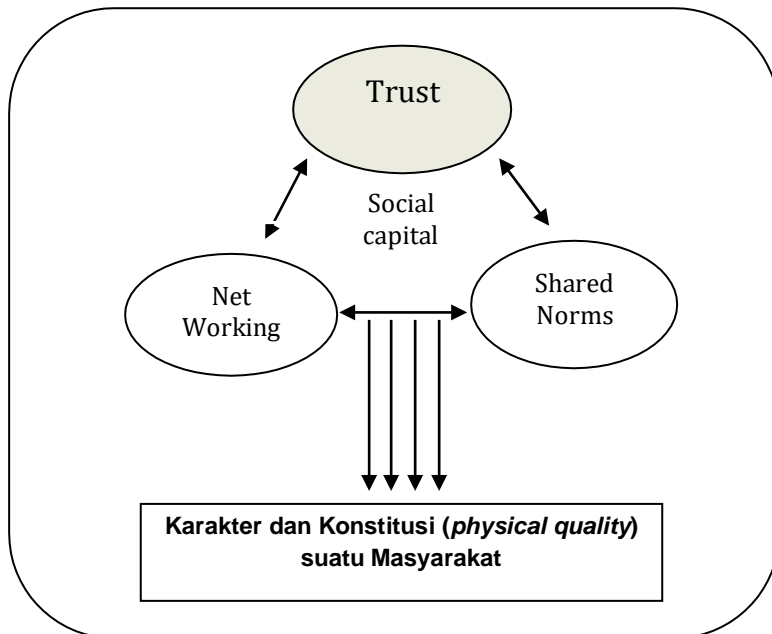 Trust
Social
capital
Net
Working
Shared
Norms
Karakter dan Konstitusi (physical quality)
suatu Masyarakat